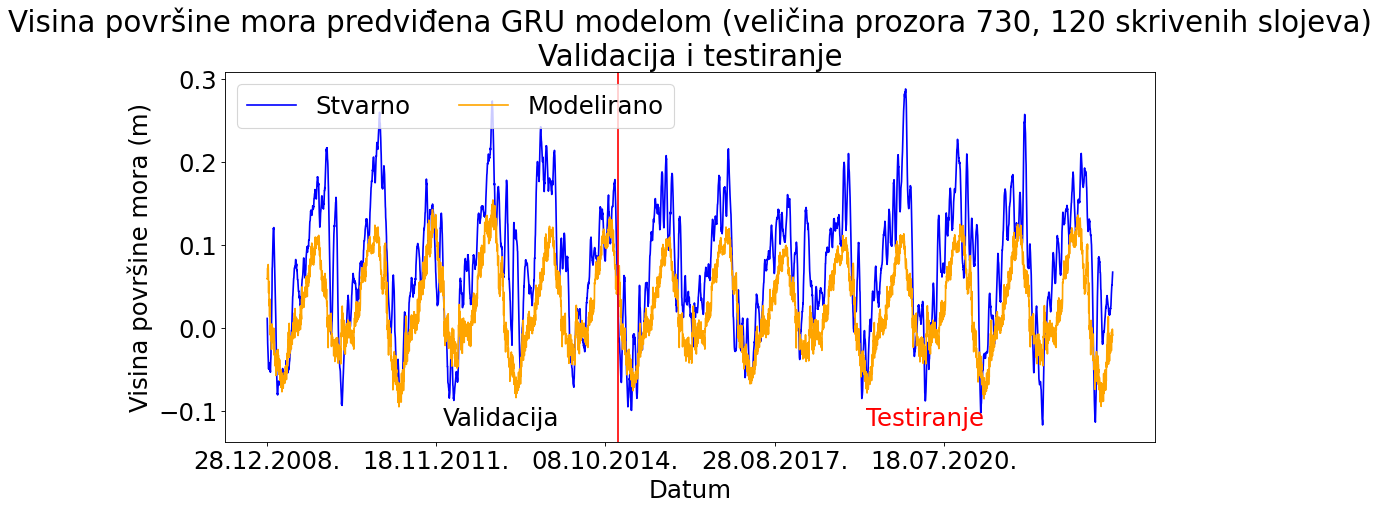 Visina površine mora predviđena GRU modelom (veličina prozora 730, 120 skrivenih slojeva)
Validacija i testiranje
Stvarno Modelirano
Visina površine mora (m)
0.3
0.2
0.1
0.0
−0.1
Validacija
Testiranje
28.12.2008. 18.11.2011. 08.10.2014. 28.08.2017. 18.07.2020.
Datum